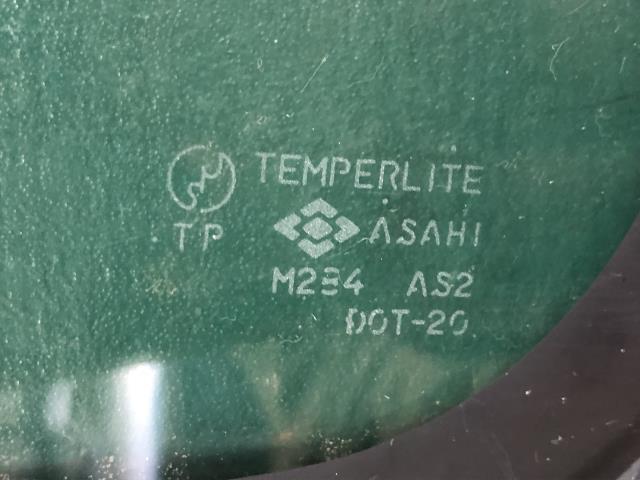 TEMPERLITE
TP ASAHI
M234 AS2
DOT-20